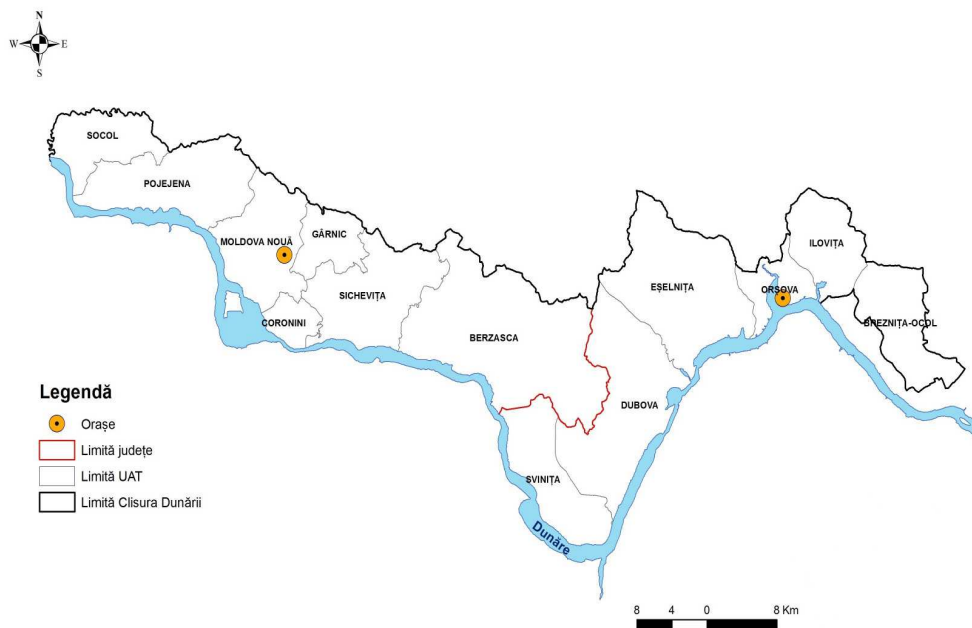 N
W E
S
SOCOL
POJEJENA
MOLDOVA NOUĂ
GÂRNIC
SICHEVIȚA
CORONINI
BERZASCA
EȘELNIȚA
ILOVIȚA
ORȘOVA
BREZNIȚA-OCOL
DUBOVA
SVINIȚA
Dunăre
Legendă
Orașe
Limită județe
Limită UAT
Limită Clisura Dunării
8 4 0 8 Km